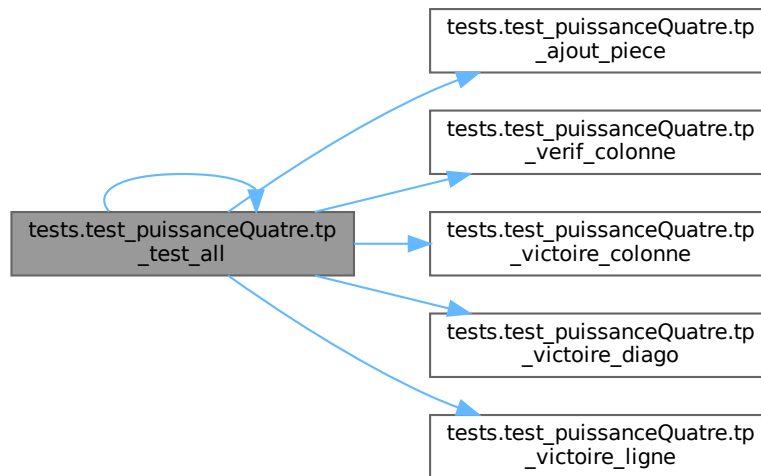 tests.test_puissanceQuatre.tp
_ajout_piece
tests.test_puissanceQuatre.tp
_verif_colonne
tests.test_puissanceQuatre.tp
_test_all
tests.test_puissanceQuatre.tp
_victoire_colonne
tests.test_puissanceQuatre.tp
_victoire_diago
tests.test_puissanceQuatre.tp
_victoire_ligne